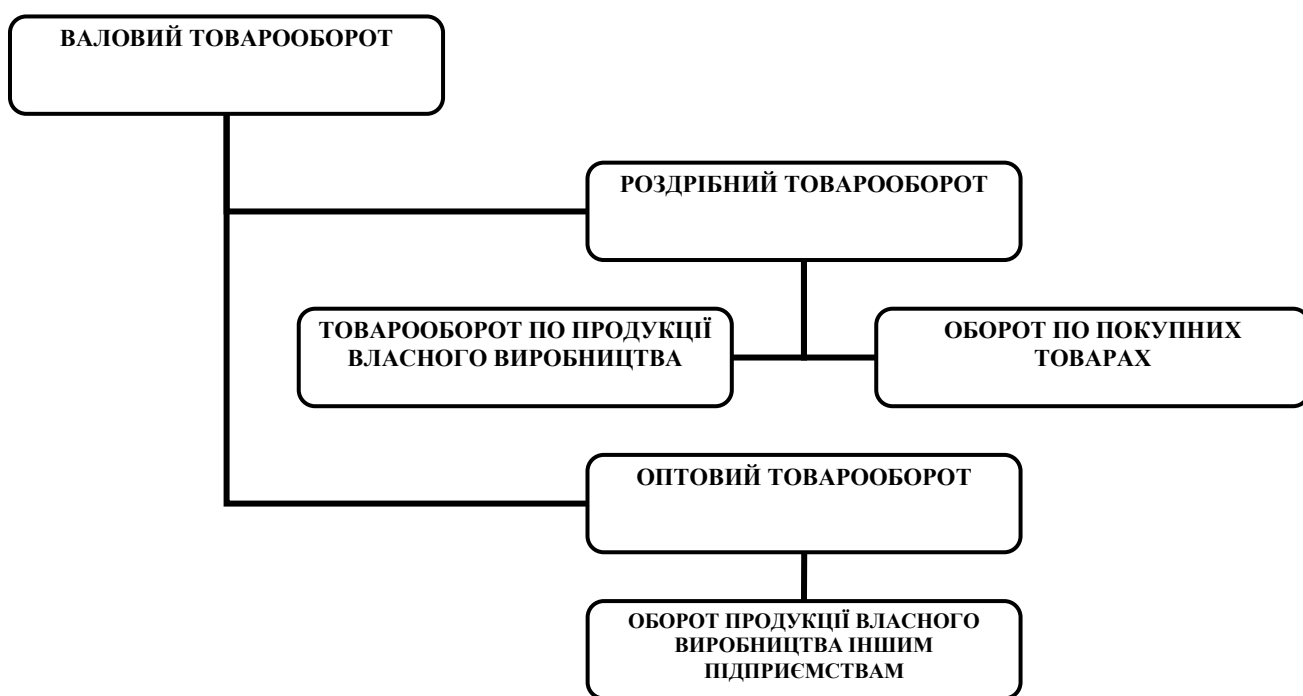 ВАЛОВИЙ ТОВАРООБОРОТ
РОЗДРІБНИЙ ТОВАРООБОРОТ
ТОВАРООБОРОТ ПО ПРОДУКЦІЇ
ВЛАСНОГО ВИРОБНИЦТВА
ОБОРОТ ПО ПОКУПНИХ
ТОВАРАХ
ОПТОВИЙ ТОВАРООБОРОТ
ОБОРОТ ПРОДУКЦІЇ ВЛАСНОГО
ВИРОБНИЦТВА ІНШИМ
ПІДПРИЄМСТВАМ